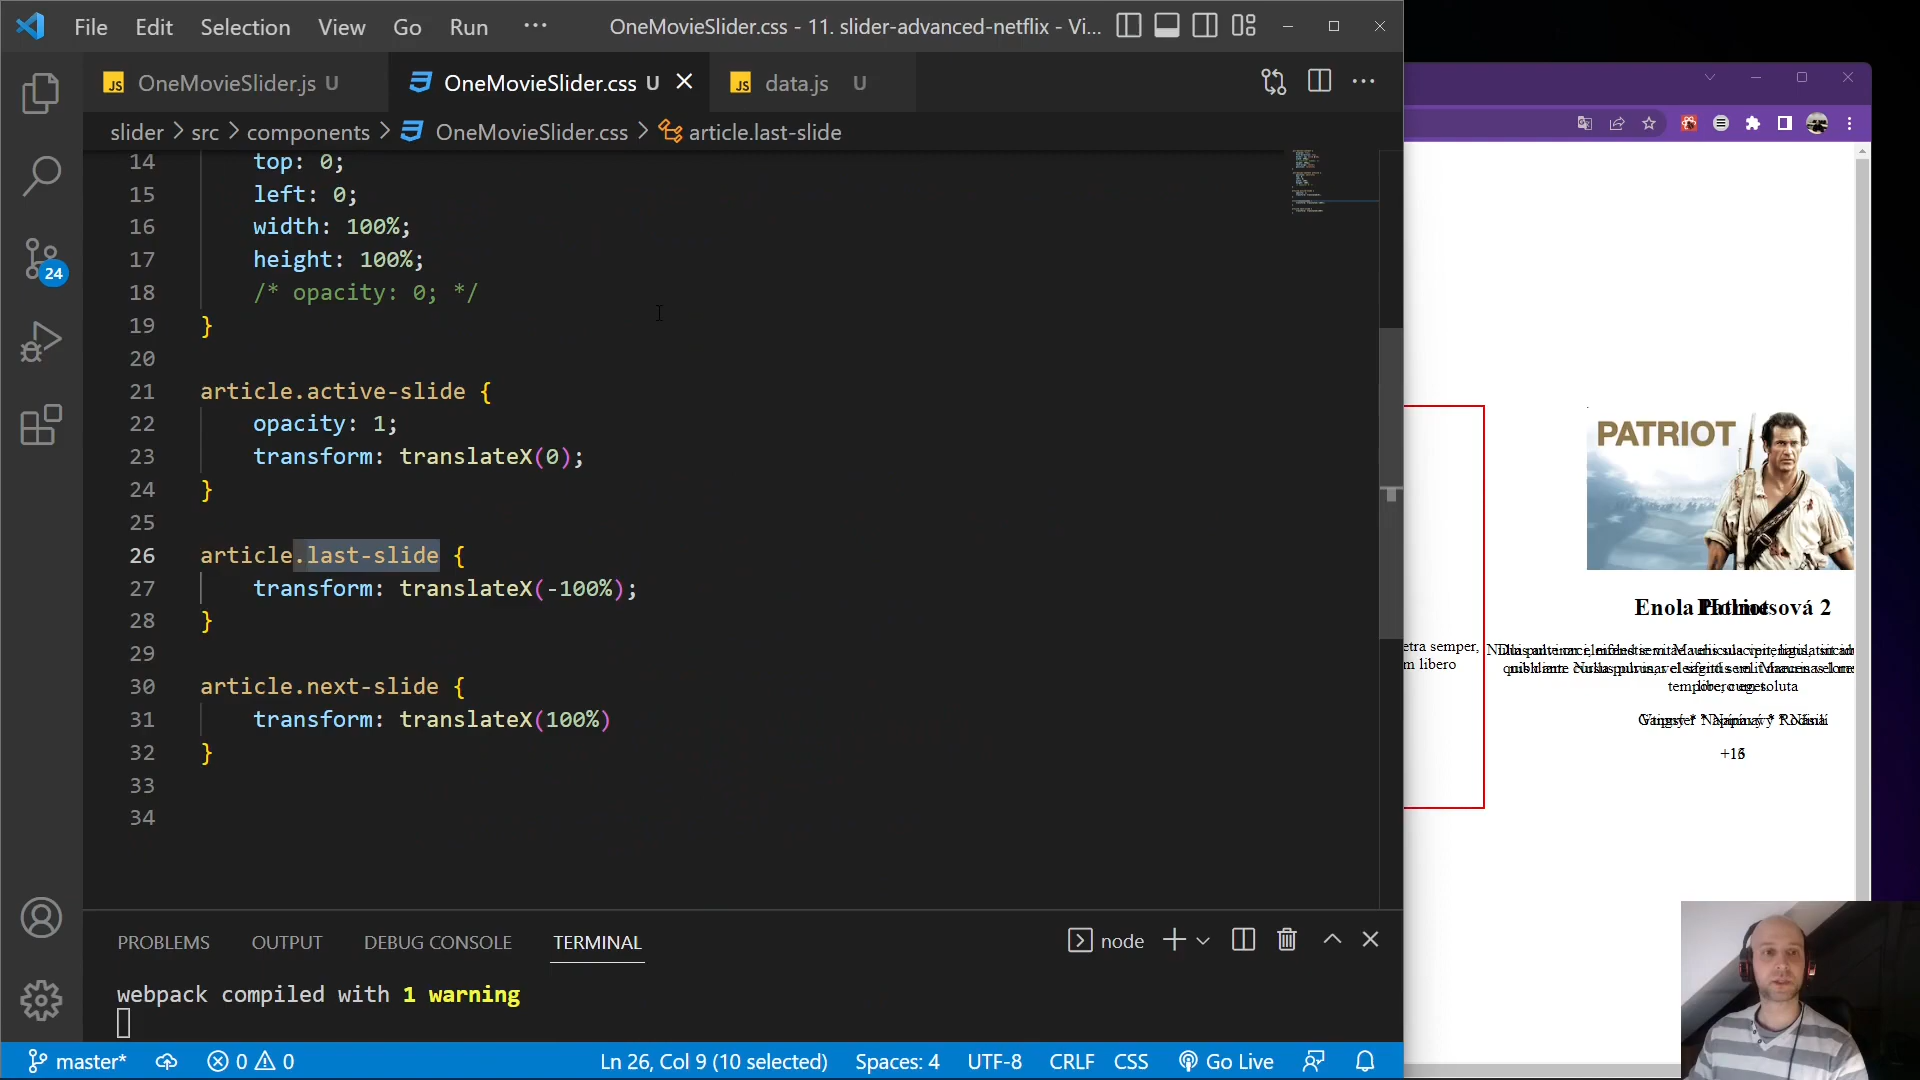 File Edit Selection View Go Run ··· OneMovieSlider.css - 11. slider-advanced-netflix - Vi...
JS OneMovieSlider.js U OneMovieSlider.css U JS data.js U
slider > src > components > OneMovieSlider.css > article.last-slide
14 top: 0;
15 left: 0;
16 width: 100%;
17 height: 100%;
18 /* opacity: 0; */
19 }
20
21 article.active-slide {
22 opacity: 1;
23 transform: translateX(0);
24 }
25
26 article.last-slide {
27 transform: translateX(-100%);
28 }
29
30 article.next-slide {
31 transform: translateX(100%)
32 }
33
34
24
PROBLEMS OUTPUT DEBUG CONSOLE TERMINAL node
webpack compiled with 1 warning
master* 0 0 Ln 26, Col 9 (10 selected) Spaces: 4 UTF-8 CRLF CSS Go Live
PATRIOT
etra semper,
m libero